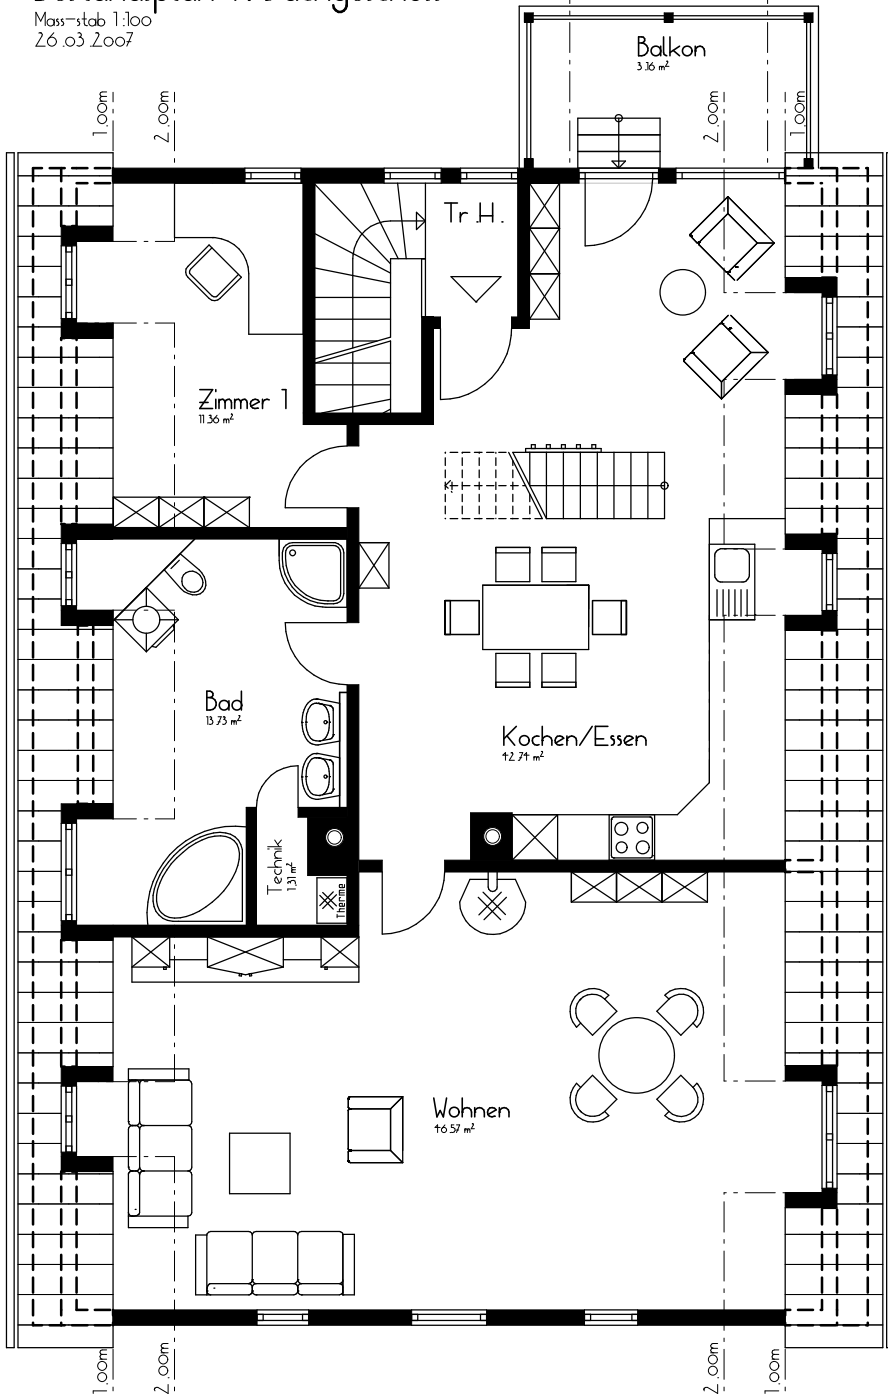 Mass-stab 1:100
26.03.2007
Balkon
3.16 m²
1.00m
2.00m
2.00m
1.00m
Tr.H.
Zimmer 1
11.36 m²
Bad
13.73 m²
Kochen/Essen
42.74 m²
Technik
1.31 m²
Therme
Wohnen
46.57 m²
1.00m
2.00m
2.00m
1.00m